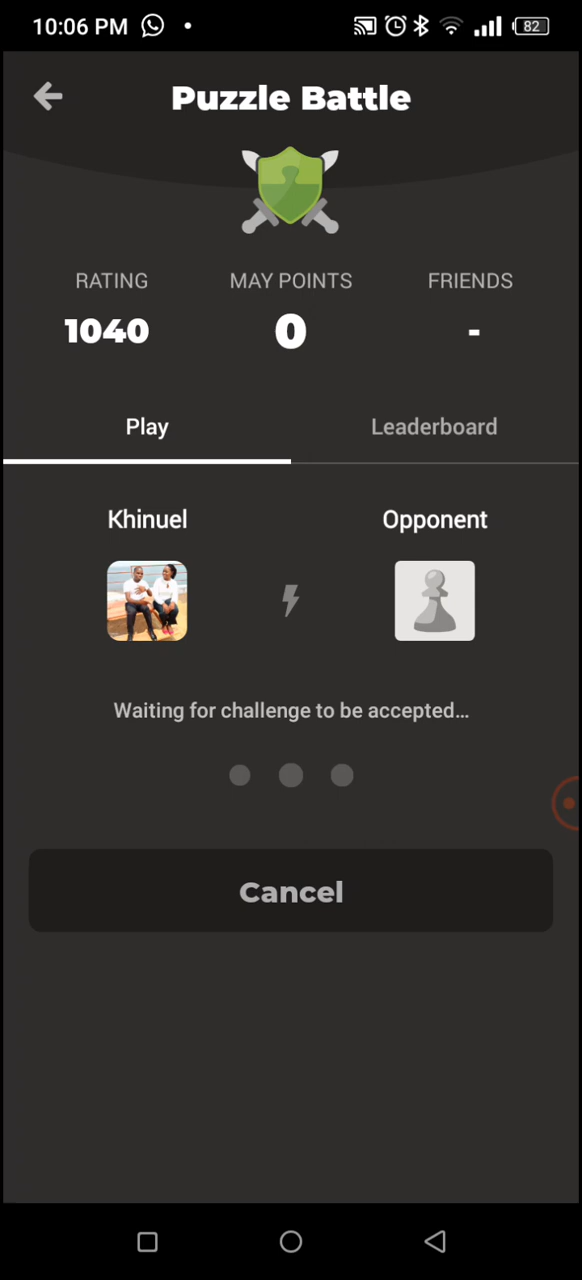 10:06 PM 82
Puzzle Battle
RATING MAY POINTS FRIENDS
1040 0 -
Play Leaderboard
Khinuel Opponent
Waiting for challenge to be accepted...
Cancel